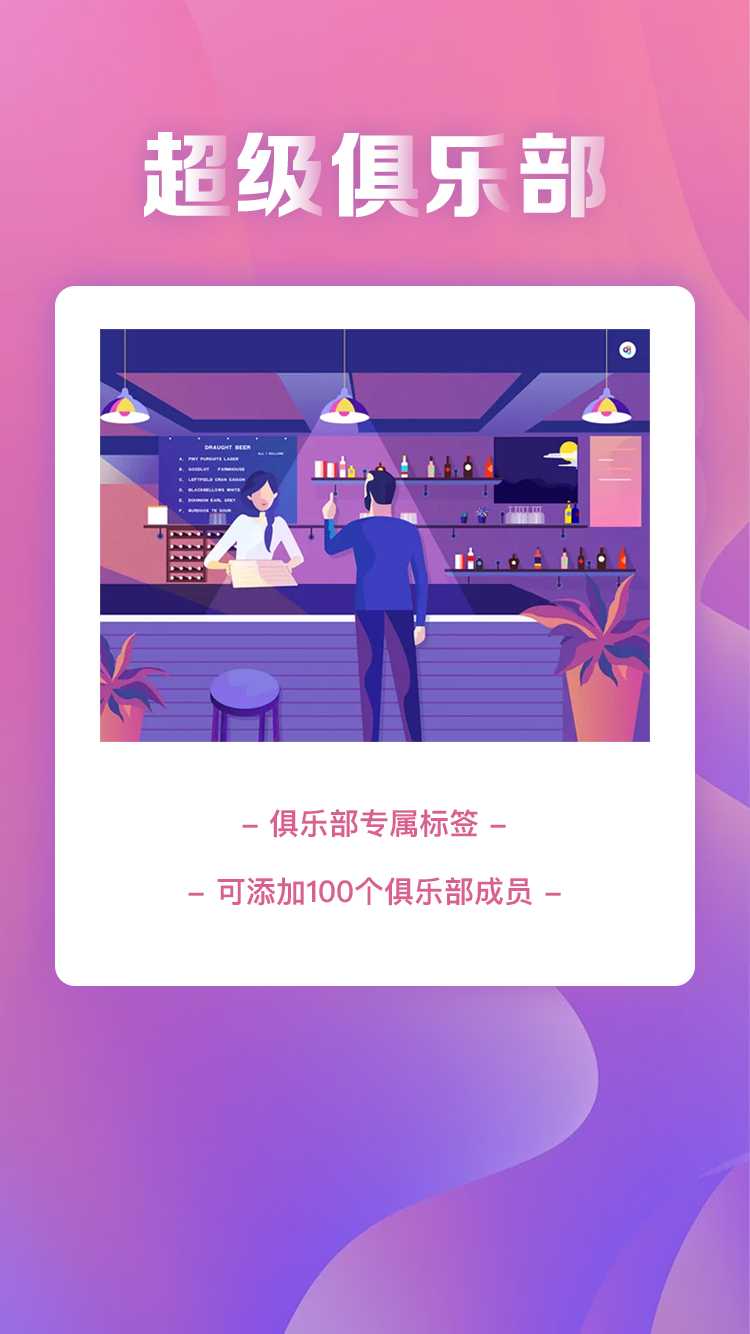 超级俱乐部
DRAUGHT BEER
A. PWT PURSUITS LAGER
B. GOODLOT FARMHOUSE
C. LEFTFIELD CRAN SAISON
D. BLACKBELLOWS WHITE
E. DOHNION EARL GREY
F. BURDOCK TE SOUR
– 俱乐部专属标签 –
– 可添加100个俱乐部成员 –